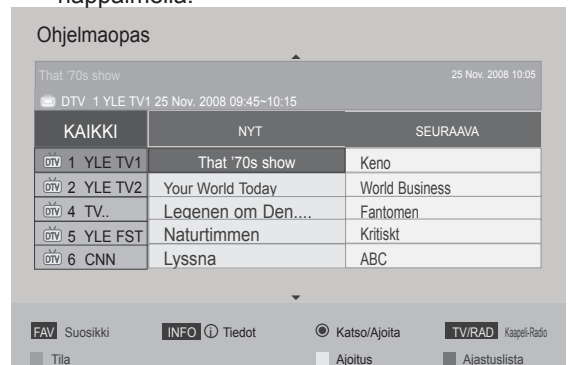 näppäimellä.
Ohjelmaopas
That '70s show 25 Nov. 2008 10:05
DTV 1 YLE TV1 25 Nov. 2008 09:45~10:15
KAIKKI NYT SEURAAVA
DTV 1 YLE TV1 That '70s show Keno
DTV 2 YLE TV2 Your World Today World Business
DTV 4 TV.. Legenen om Den.... Fantomen
DTV 5 YLE FST Naturtimmen Kritiskt
DTV 6 CNN Lyssna ABC
FAV Suosikki INFO i Tiedot Katso/Ajoita TV/RAD Kaapeli-Radio
Tila Ajoitus Ajastuslista